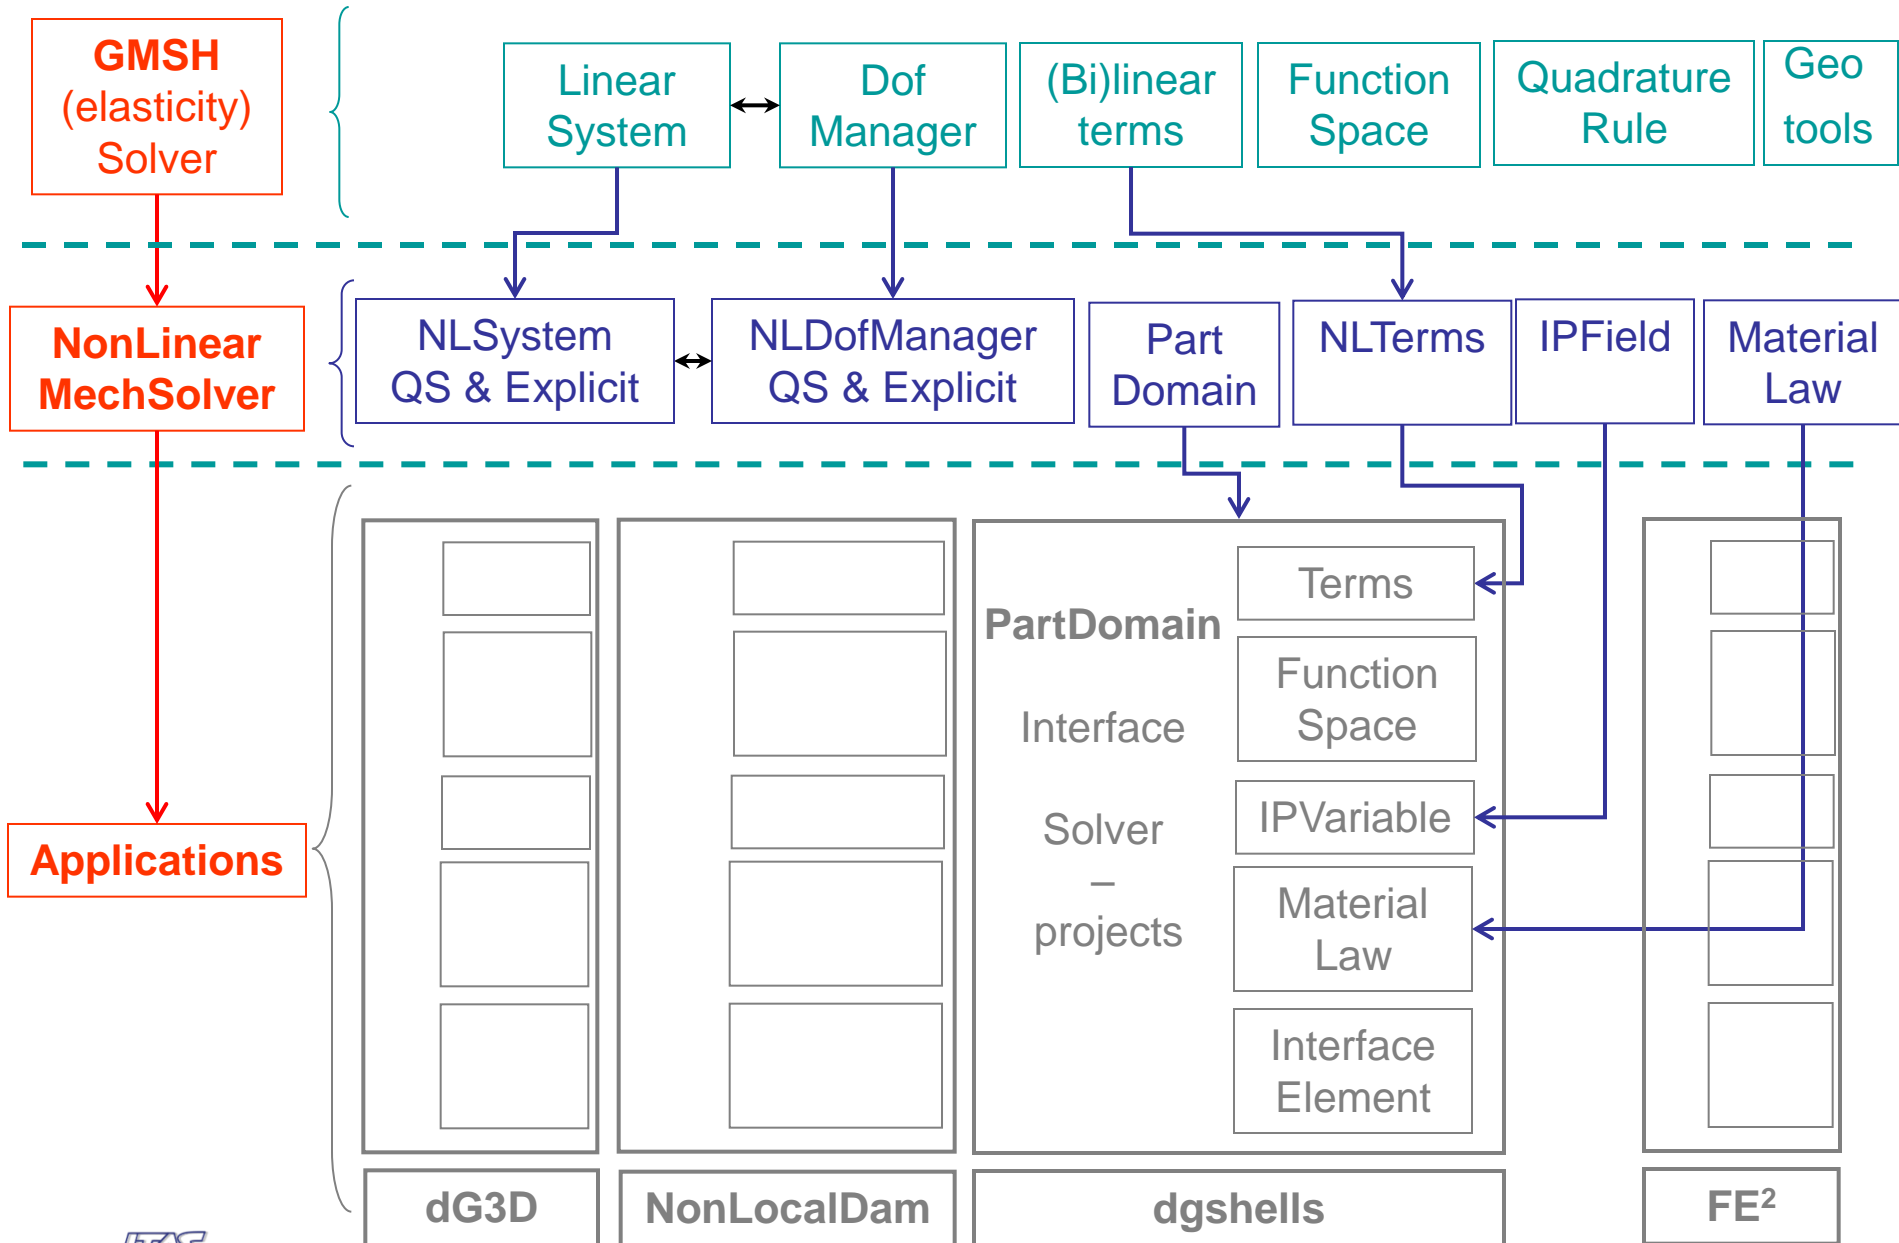 GMSH
(elasticity)
Solver
Linear
System
Dof
Manager
(Bi)linear
terms
Function
Space
Quadrature
Rule
Geo
tools
NonLinear
MechSolver
NLSystem
QS & Explicit
NLDofManager
QS & Explicit
Part
Domain
NLTerms
IPField
Material
Law
Applications
PartDomain
Interface
Solver
–
projects
Terms
Function
Space
IPVariable
Material
Law
Interface
Element
dG3D
NonLocalDam
dgshells
FE²